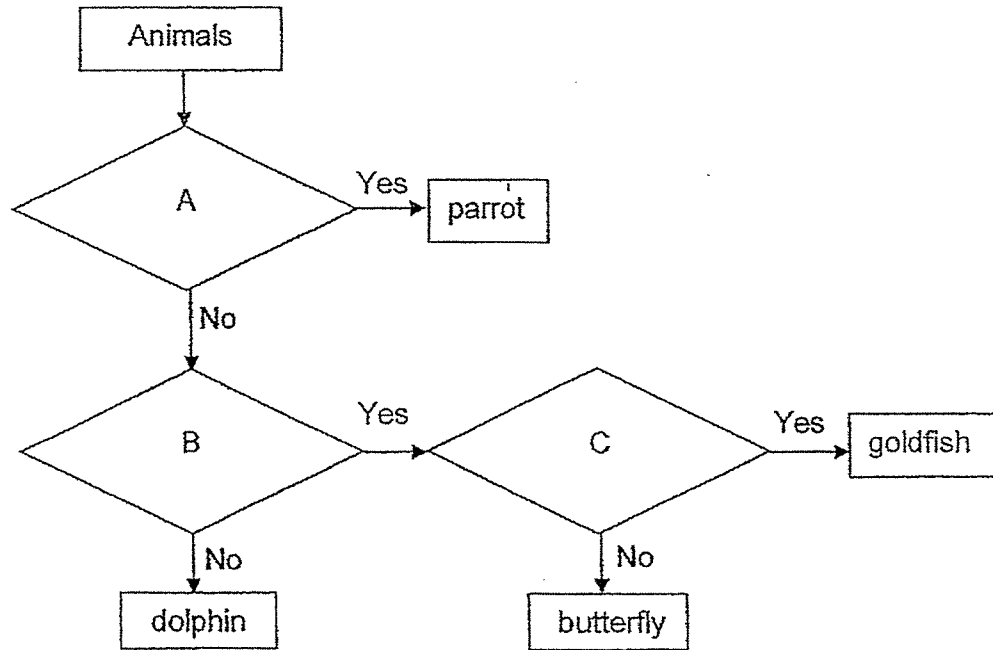 Animals
A
Yes
parrot
No
B
Yes
C
Yes
goldfish
No
dolphin
No
butterfly